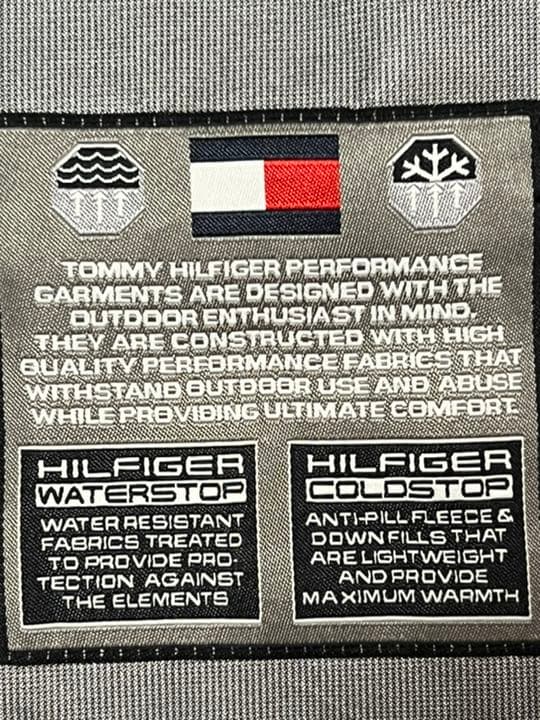 TOMMY HILFIGER PERFORMANCE
GARMENTS ARE DESIGNED WITH THE
OUTDOOR ENTHUSIAST IN MIND.
THEY ARE CONSTRUCTED WITH HIGH
QUALITY PERFORMANCE FABRICS THAT
WITHSTAND OUTDOOR USE AND ABUSE
WHILE PROVIDING ULTIMATE COMFORT.
HILFIGER
WATERSTOP
WATER RESISTANT
FABRICS TREATED
TO PROVIDE PRO-
TECTION AGAINST
THE ELEMENTS
HILFIGER
COLDSTOP
ANTI-PILL FLEECE &
DOWN FILLS THAT
ARE LIGHTWEIGHT
AND PROVIDE
MAXIMUM WARMTH